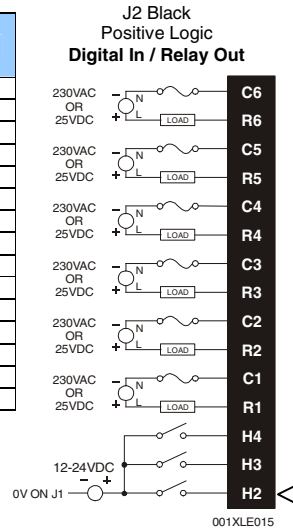 J2 Black
Positive Logic
Digital In / Relay Out
230VAC
OR
25VDC
- N
+ L
LOAD
C6
R6
230VAC
OR
25VDC
- N
+ L
LOAD
C5
R5
230VAC
OR
25VDC
- N
+ L
LOAD
C4
R4
230VAC
OR
25VDC
- N
+ L
LOAD
C3
R3
230VAC
OR
25VDC
- N
+ L
LOAD
C2
R2
230VAC
OR
25VDC
- N
+ L
LOAD
C1
R1
H4
12-24VDC
H3
0V ON J1 - +
H2
001XLE015